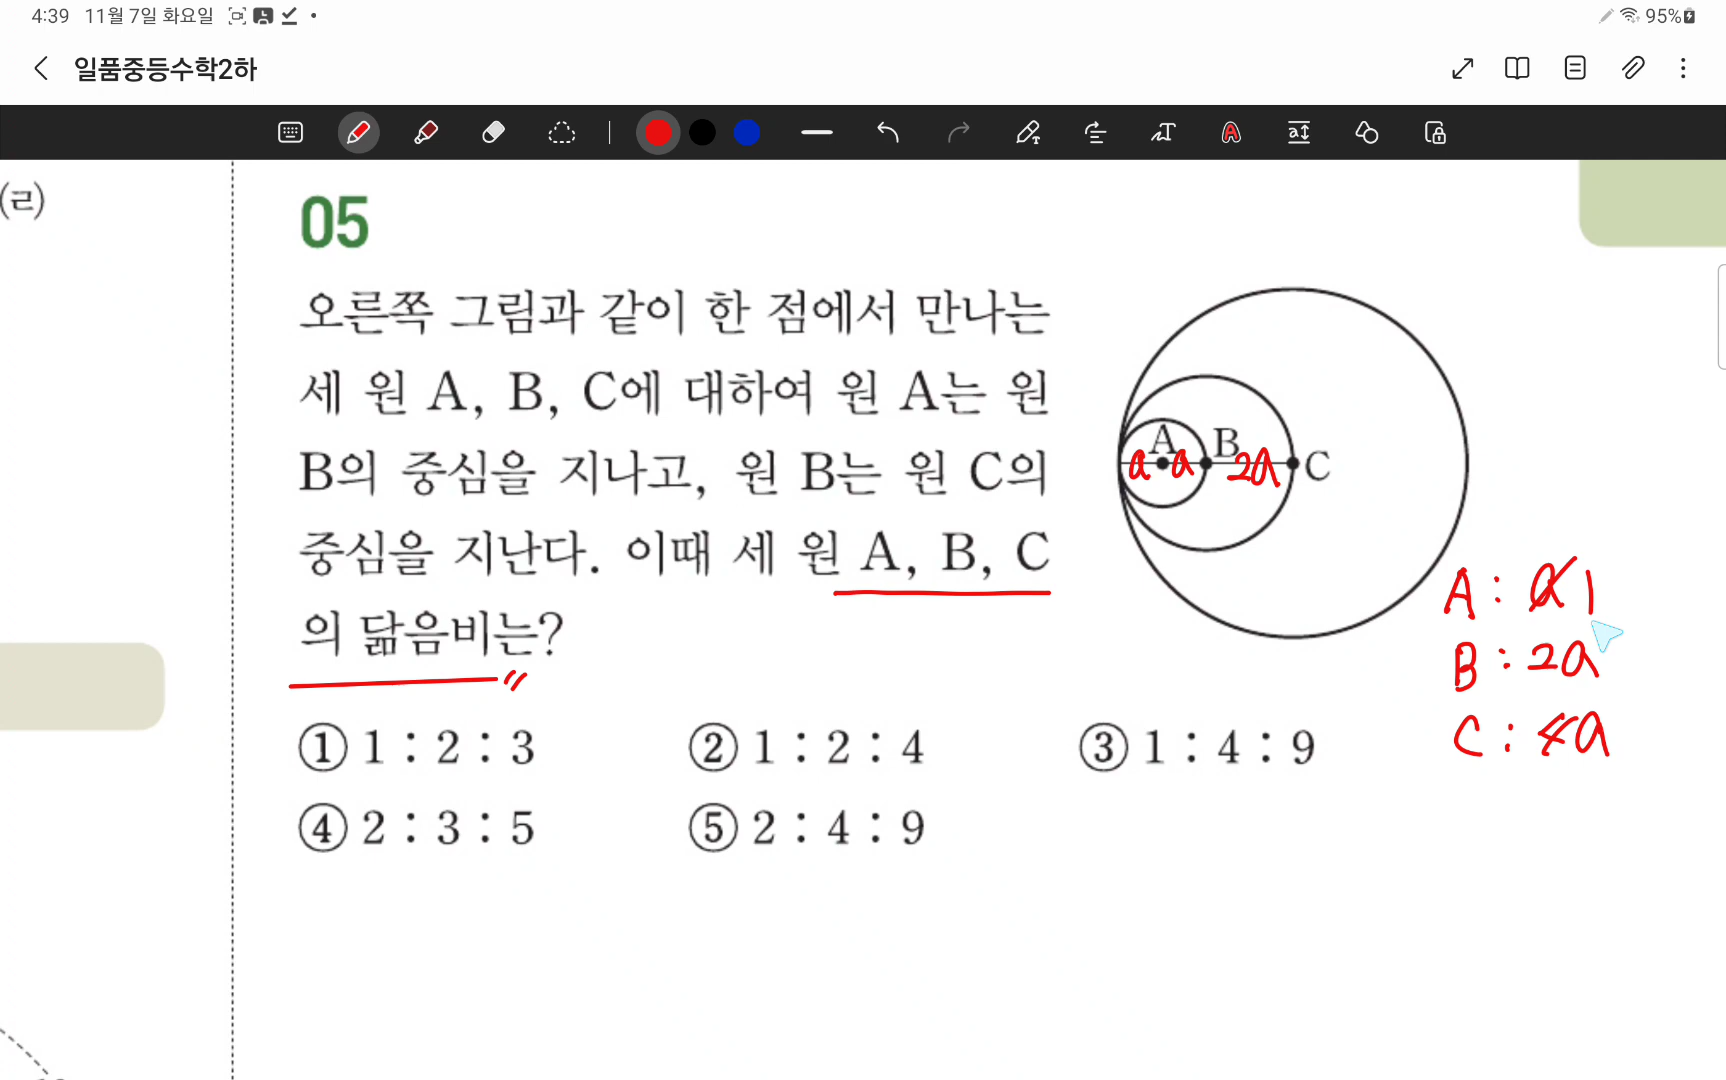 4:39 11월 7일 화요일 95%
일품중등수학2하
(ㄹ)
05
오른쪽 그림과 같이 한 점에서 만나는
세 원 A, B, C에 대하여 원 A는 원
B의 중심을 지나고, 원 B는 원 C의
중심을 지난다. 이때 세 원 A, B, C
의 닮음비는?
A B C
a a 2a
A : a 1
B : 2a
C : 4a
① 1 : 2 : 3 ② 1 : 2 : 4 ③ 1 : 4 : 9
④ 2 : 3 : 5 ⑤ 2 : 4 : 9